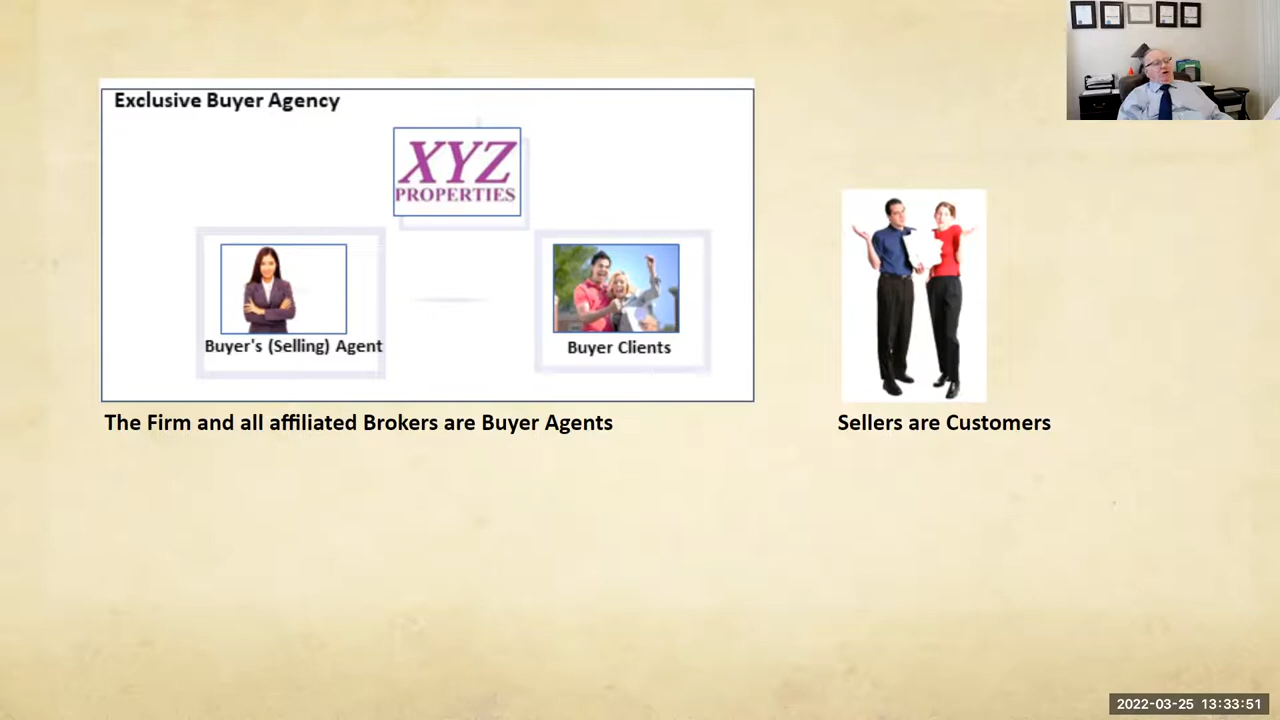 Exclusive Buyer Agency
XYZ
PROPERTIES
Buyer's (Selling) Agent
Buyer Clients
The Firm and all affiliated Brokers are Buyer Agents
Sellers are Customers
2022-03-25 13:33:51